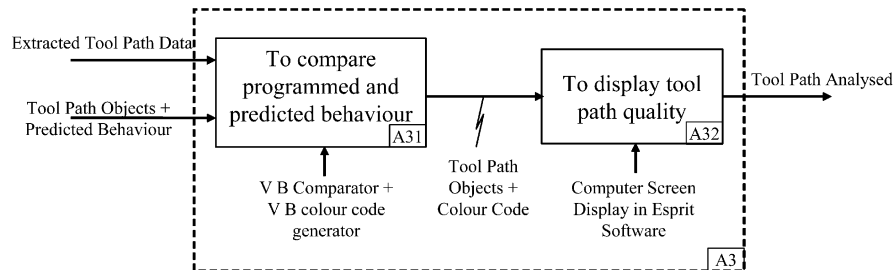 Extracted Tool Path Data
Tool Path Objects +
Predicted Behaviour
To compare
programmed and
predicted behaviour
A31
V B Comparator +
V B colour code
generator
Tool Path
Objects +
Colour Code
To display tool
path quality
A32
Computer Screen
Display in Esprit
Software
Tool Path Analysed
A3